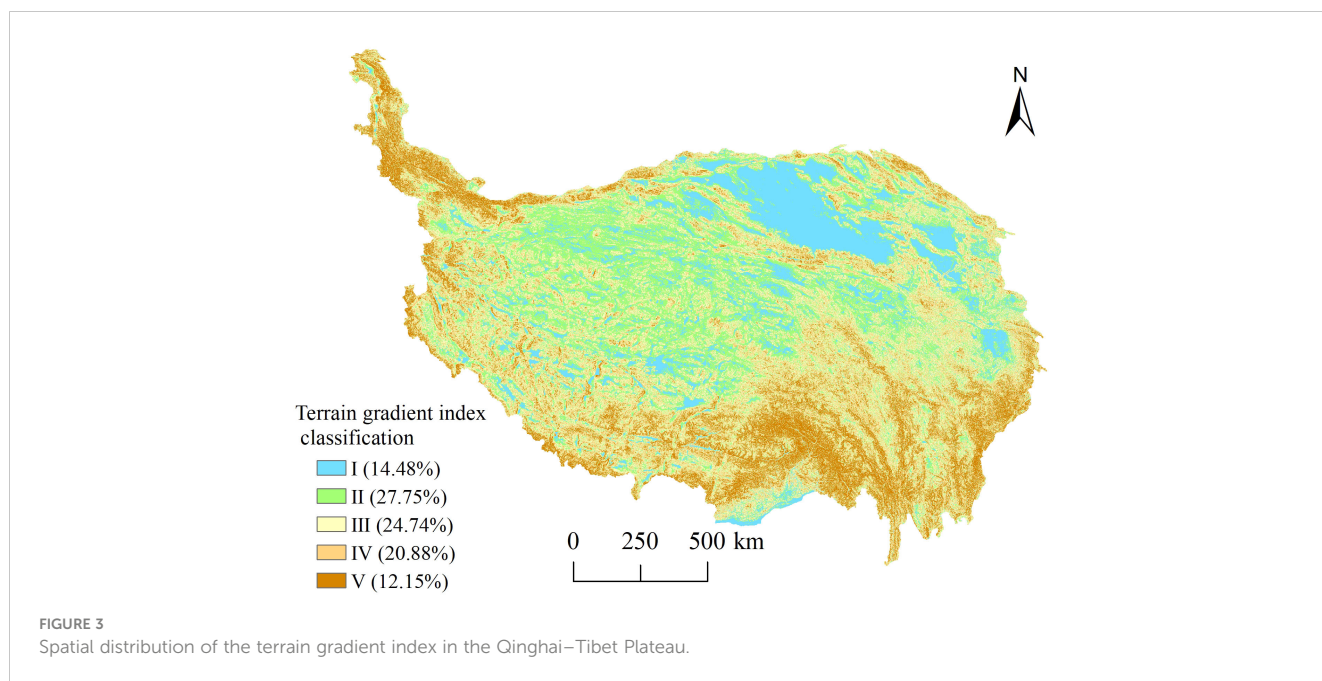 N
Terrain gradient index
classification
I (14.48%)
II (27.75%)
III (24.74%)
IV (20.88%)
V (12.15%)
0 250 500 km
FIGURE 3
Spatial distribution of the terrain gradient index in the Qinghai–Tibet Plateau.